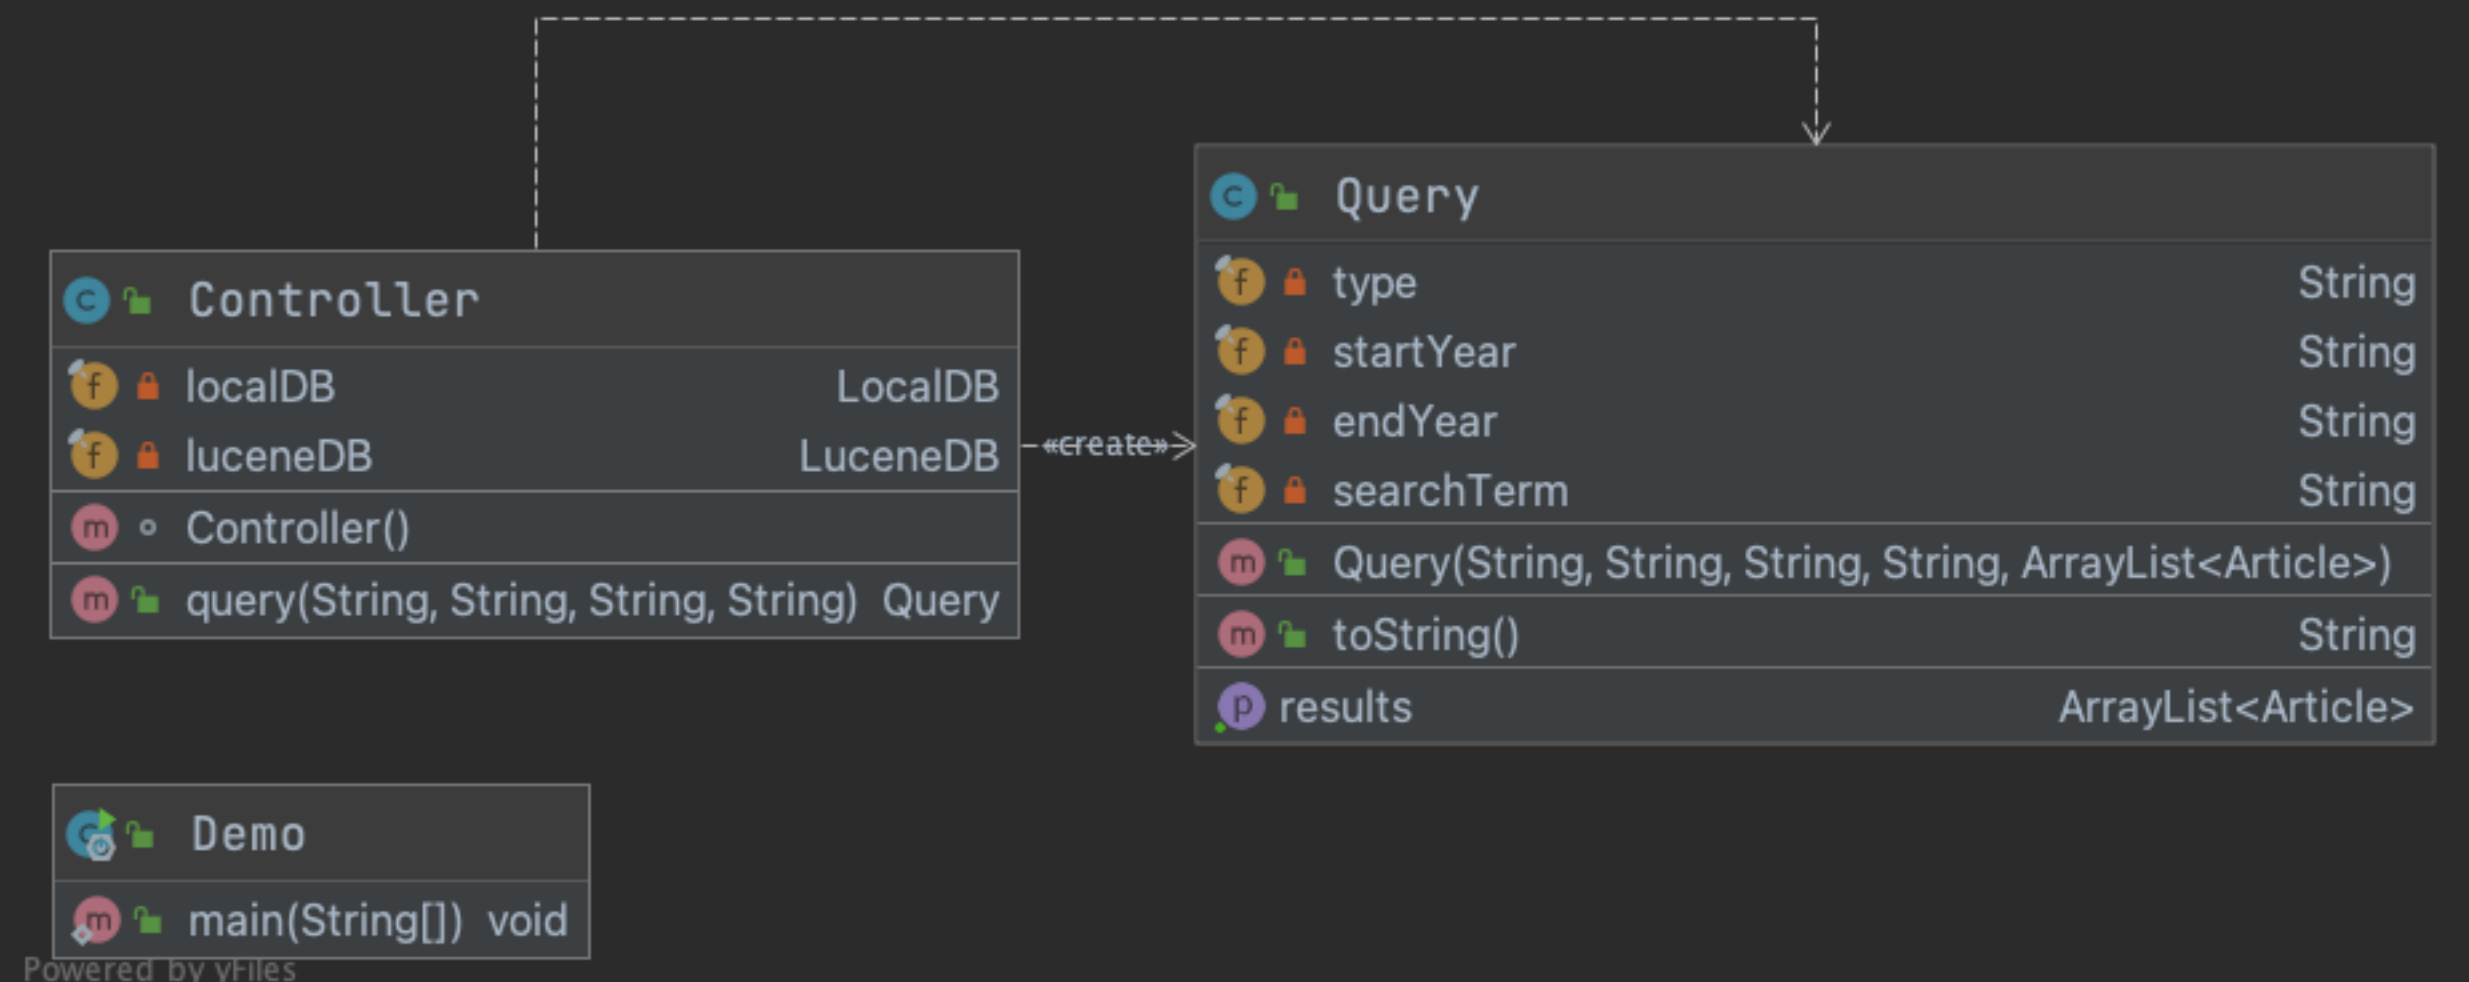 Controller
localDB LocalDB
luceneDB LuceneDB
Controller()
query(String, String, String, String) Query
«create»
Query
type String
startYear String
endYear String
searchTerm String
Query(String, String, String, String, ArrayList<Article>)
toString() String
results ArrayList<Article>
Demo
main(String[]) void
Powered by yFiles